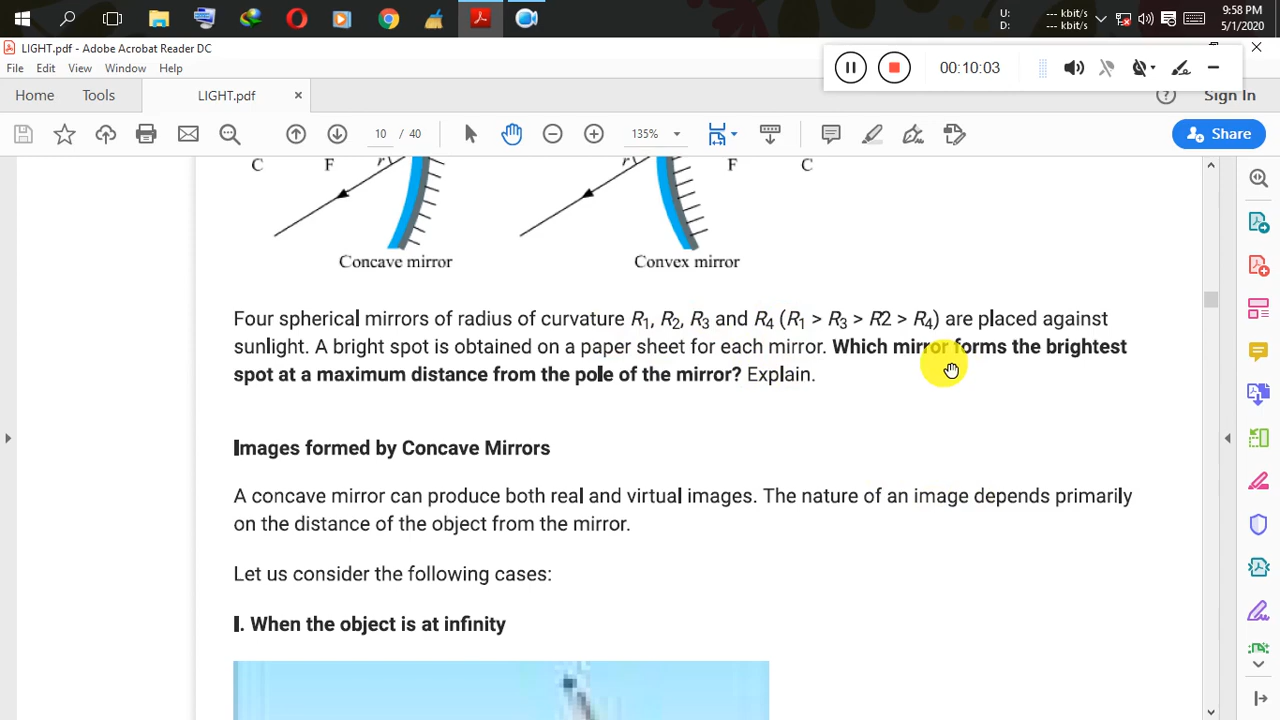 9:58 PM
U: -- kbit/s
D: -- kbit/s
5/1/2020
LIGHT.pdf - Adobe Acrobat Reader DC
File Edit View Window Help
00:10:03
Home Tools LIGHT.pdf × Sign In
10 / 40 135% Share
C F F C
Concave mirror Convex mirror
Four spherical mirrors of radius of curvature R1, R2, R3 and R4 (R1 > R3 > R2 > R4) are placed against
sunlight. A bright spot is obtained on a paper sheet for each mirror. Which mirror forms the brightest
spot at a maximum distance from the pole of the mirror? Explain.
Images formed by Concave Mirrors
A concave mirror can produce both real and virtual images. The nature of an image depends primarily
on the distance of the object from the mirror.
Let us consider the following cases:
I. When the object is at infinity